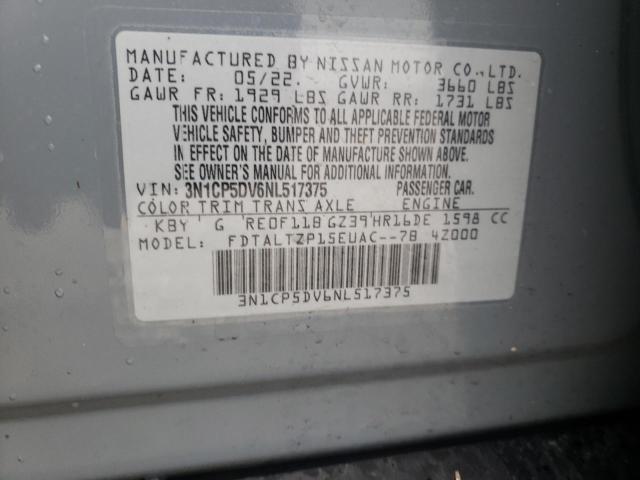 MANUFACTURED BY NISSAN MOTOR CO.,LTD.
DATE: 05/22. GVWR: 3660 LBS
GAWR FR: 1929 LBS GAWR RR: 1731 LBS
THIS VEHICLE CONFORMS TO ALL APPLICABLE FEDERAL MOTOR
VEHICLE SAFETY, BUMPER AND THEFT PREVENTION STANDARDS
IN EFFECT ON THE DATE OF MANUFACTURE SHOWN ABOVE.
SEE OWNER'S MANUAL FOR ADDITIONAL INFORMATION
VIN: 3N1CP5DV6NL517375 PASSENGER CAR.
COLOR TRIM TRANS AXLE ENGINE
KBY G RE0F11B GZ39 HR16DE 1598 CC
MODEL: FDTALTZP15EUAC--7B 4Z000
3N1CP5DV6NL517375